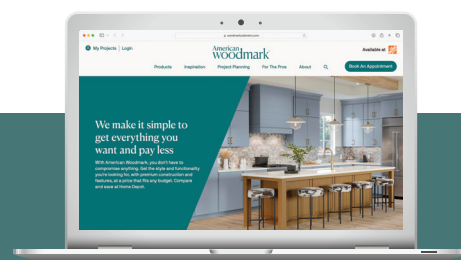 woodmarkcabinets.com
My Projects | Login
American
Woodmark
Available at
Products Inspiration Project Planning For The Pros About
Book An Appointment
We make it simple to
get everything you
want and pay less
With American Woodmark, you don't have to
compromise anything. Get the style and functionality
you're looking for, with premium construction and
features, at a price that fits any budget. Compare
and save at Home Depot.